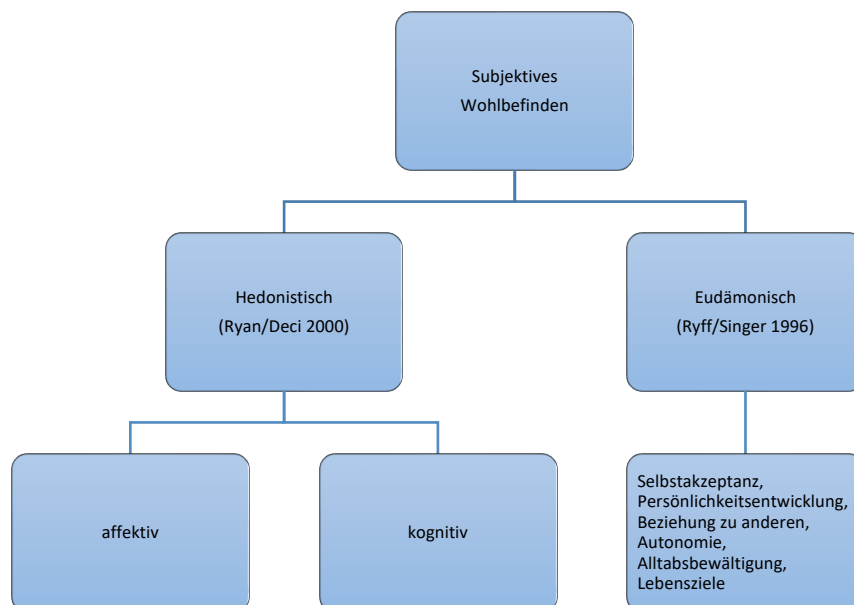 Subjektives
Wohlbefinden
Hedonistisch
(Ryan/Deci 2000)
Eudämonisch
(Ryff/Singer 1996)
affektiv
kognitiv
Selbstakzeptanz,
Persönlichkeitsentwicklung,
Beziehung zu anderen,
Autonomie,
Alltabsbewältigung,
Lebensziele